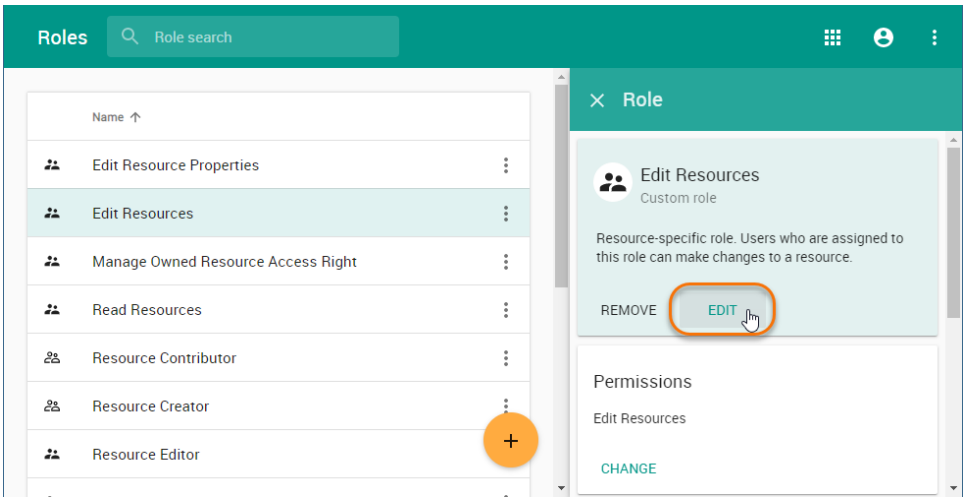 Roles
Role search
Name
Edit Resource Properties
Edit Resources
Manage Owned Resource Access Right
Read Resources
Resource Contributor
Resource Creator
Resource Editor
Role
Edit Resources
Custom role
Resource-specific role. Users who are assigned to
this role can make changes to a resource.
REMOVE EDIT
Permissions
Edit Resources
CHANGE